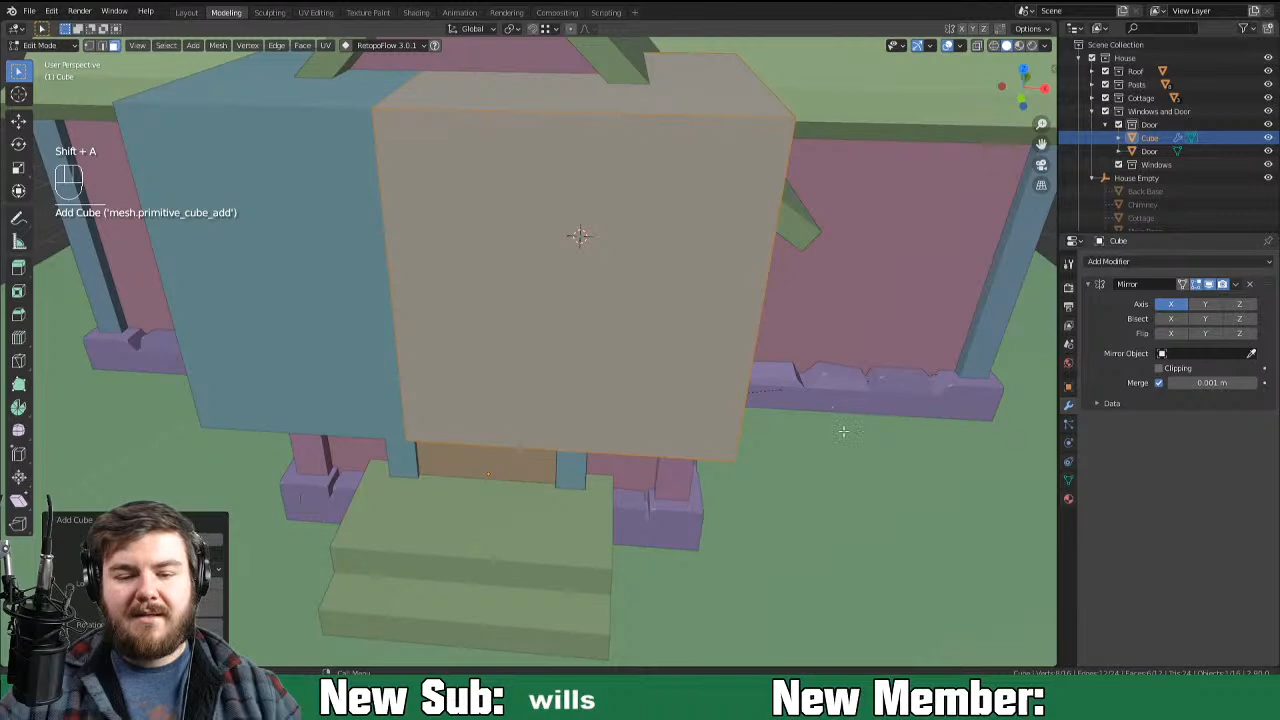 File Edit Render Window Help
Layout Modeling Sculpting UV Editing Texture Paint Shading Animation Rendering Compositing Scripting +
Scene
View Layer
Global
X Y Z
Options
Edit Mode
View Select Add Mesh Vertex Edge Face UV
RetopoFlow 3.0.1
User Perspective
(1) Cube
Scene Collection
House
Roof
Posts
Cottage
Windows and Door
Door
Cube
Door
Windows
House Empty
Back Base
Chimney
Cottage
Shift + A
Add Cube ('mesh.primitive_cube_add')
Cube
Add Modifier
Mirror
Axis X Y Z
Bisect X Y Z
Flip X Y Z
Mirror Object
Clipping
Merge 0.001 m
Data
Add Cube
New Sub: wills
New Member: